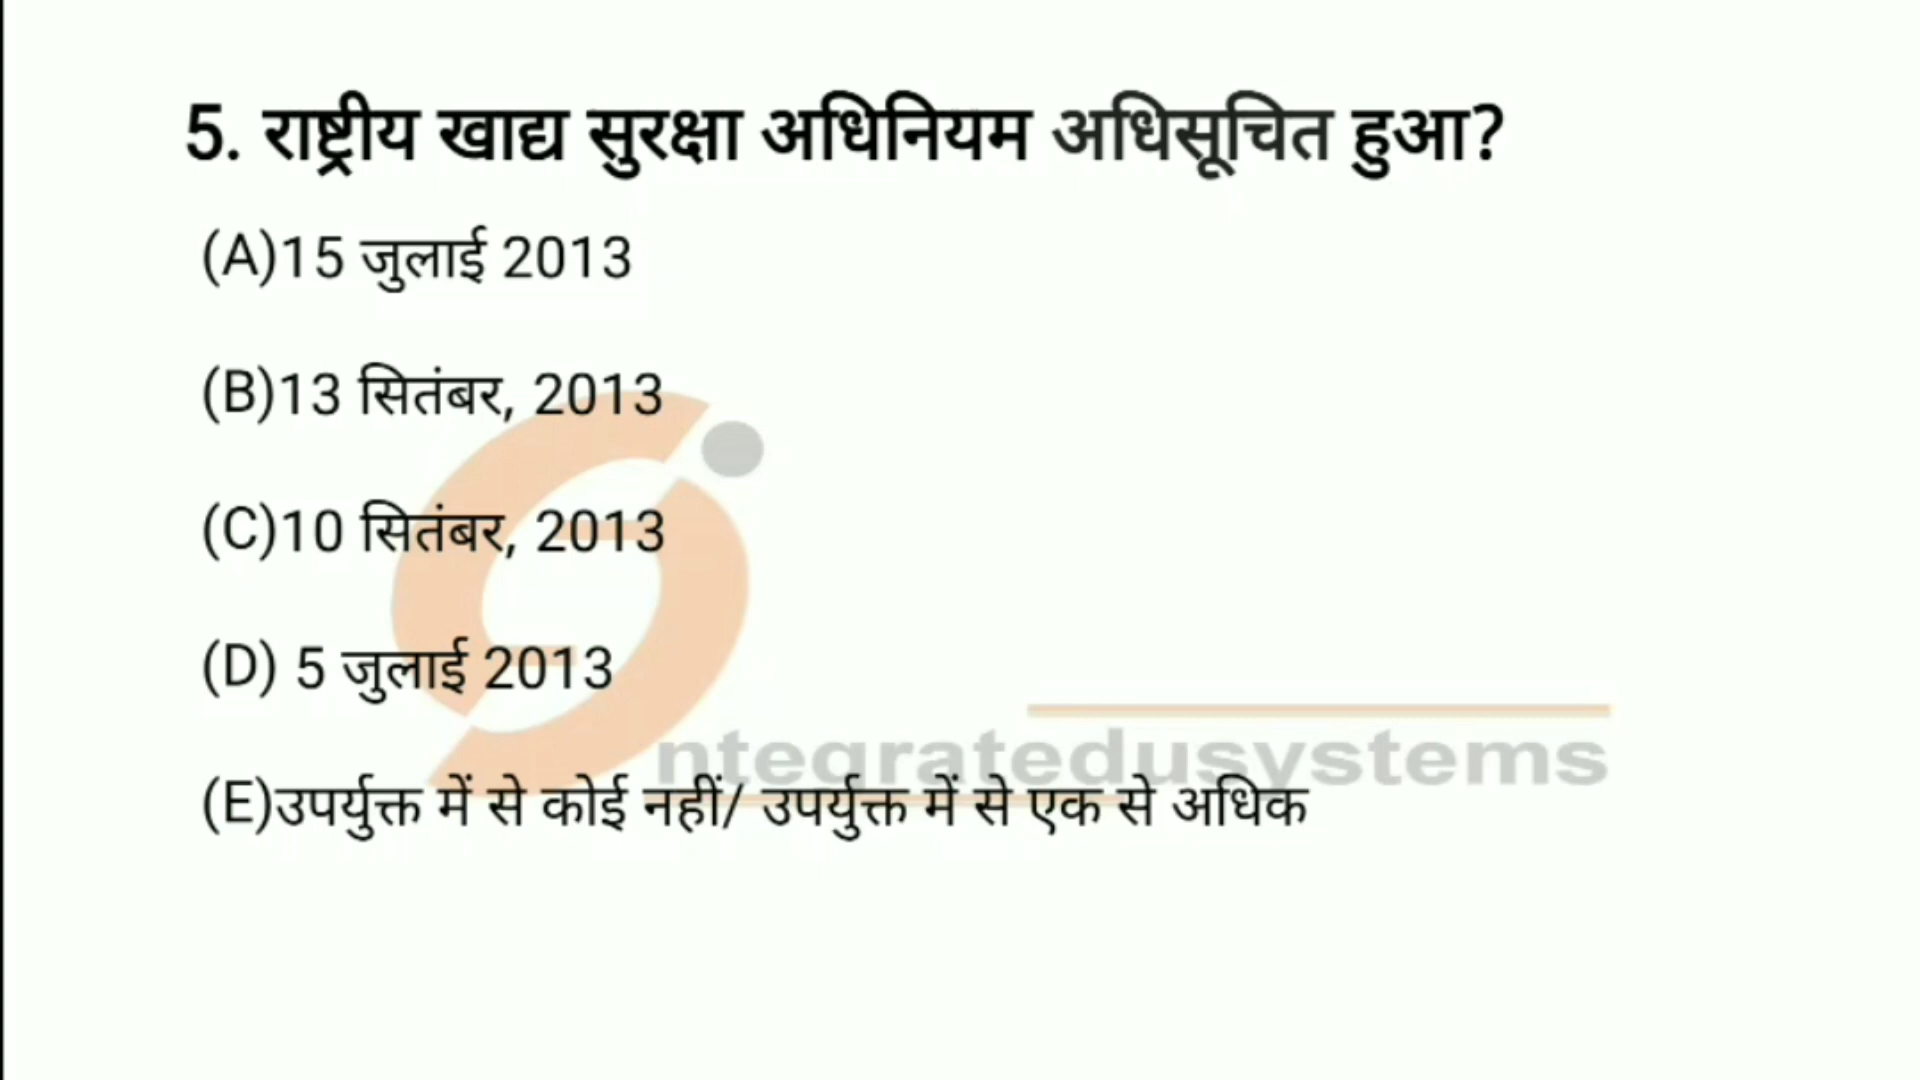 5. राष्ट्रीय खाद्य सुरक्षा अधिनियम अधिसूचित हुआ?
(A)15 जुलाई 2013
(B)13 सितंबर, 2013
(C)10 सितंबर, 2013
(D) 5 जुलाई 2013
ntegratedusystems
(E)उपर्युक्त में से कोई नहीं/ उपर्युक्त में से एक से अधिक